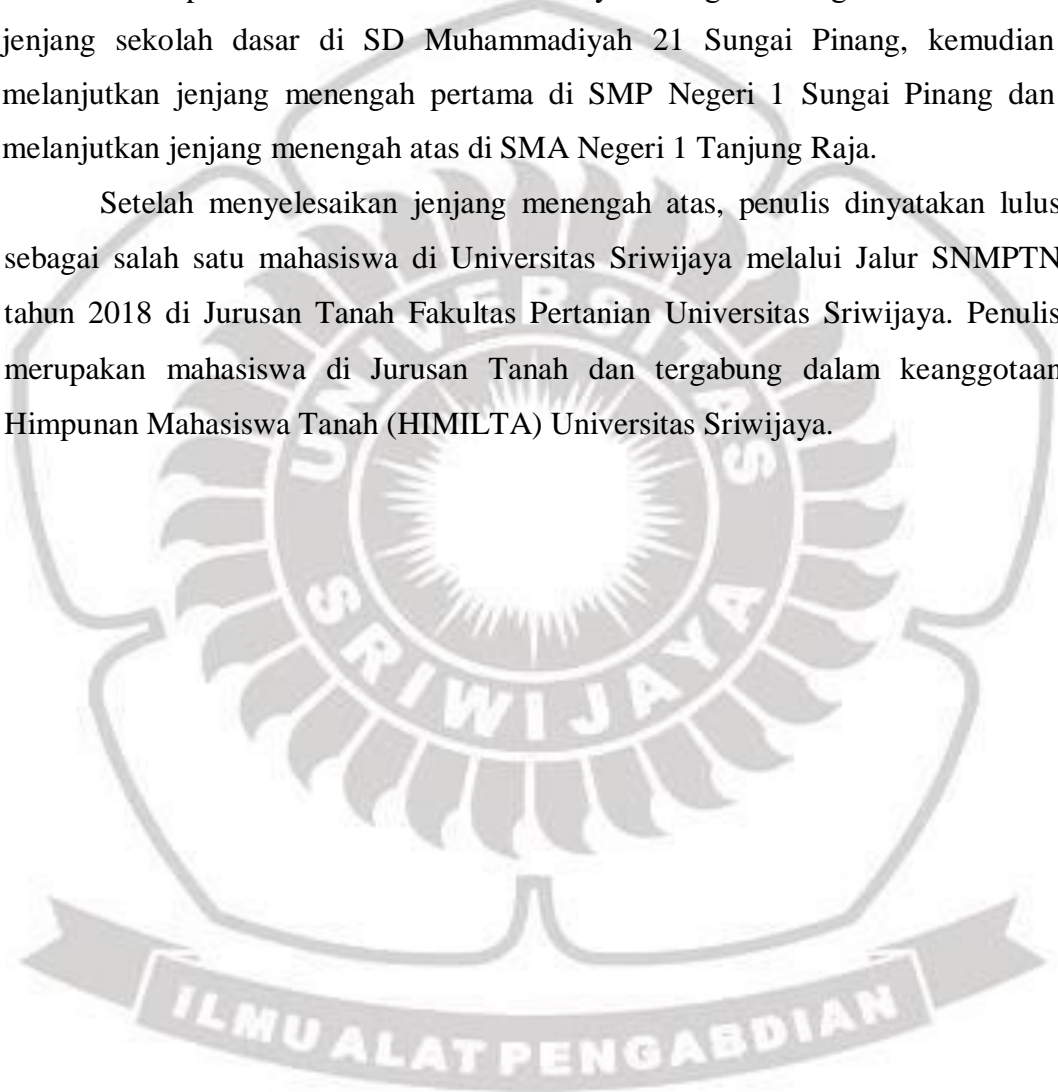 jenjang sekolah dasar di SD Muhammadiyah 21 Sungai Pinang, kemudian
melanjutkan jenjang menengah pertama di SMP Negeri 1 Sungai Pinang dan
melanjutkan jenjang menengah atas di SMA Negeri 1 Tanjung Raja.
Setelah menyelesaikan jenjang menengah atas, penulis dinyatakan lulus
sebagai salah satu mahasiswa di Universitas Sriwijaya melalui Jalur SNMPTN
tahun 2018 di Jurusan Tanah Fakultas Pertanian Universitas Sriwijaya. Penulis
merupakan mahasiswa di Jurusan Tanah dan tergabung dalam keanggotaan
Himpunan Mahasiswa Tanah (HIMILTA) Universitas Sriwijaya.
UNIVERSITAS
SRIWIJAYA
ILMU ALAT PENGABDIAN